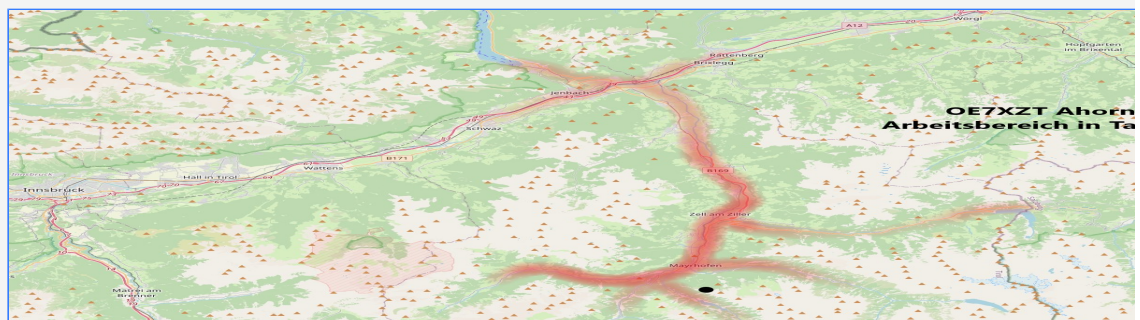 A 12
Wörgl
Hopfgarten
im Brixental
Rattenberg
Brixlegg
Jenbach
OE7XZT Ahorn
Arbeitsbereich in Ta
Schwaz
B171
Wattens
Hall in Tirol
B169
Innsbruck
Zell am Ziller
Mayrhofen
Matrei am
Brenner